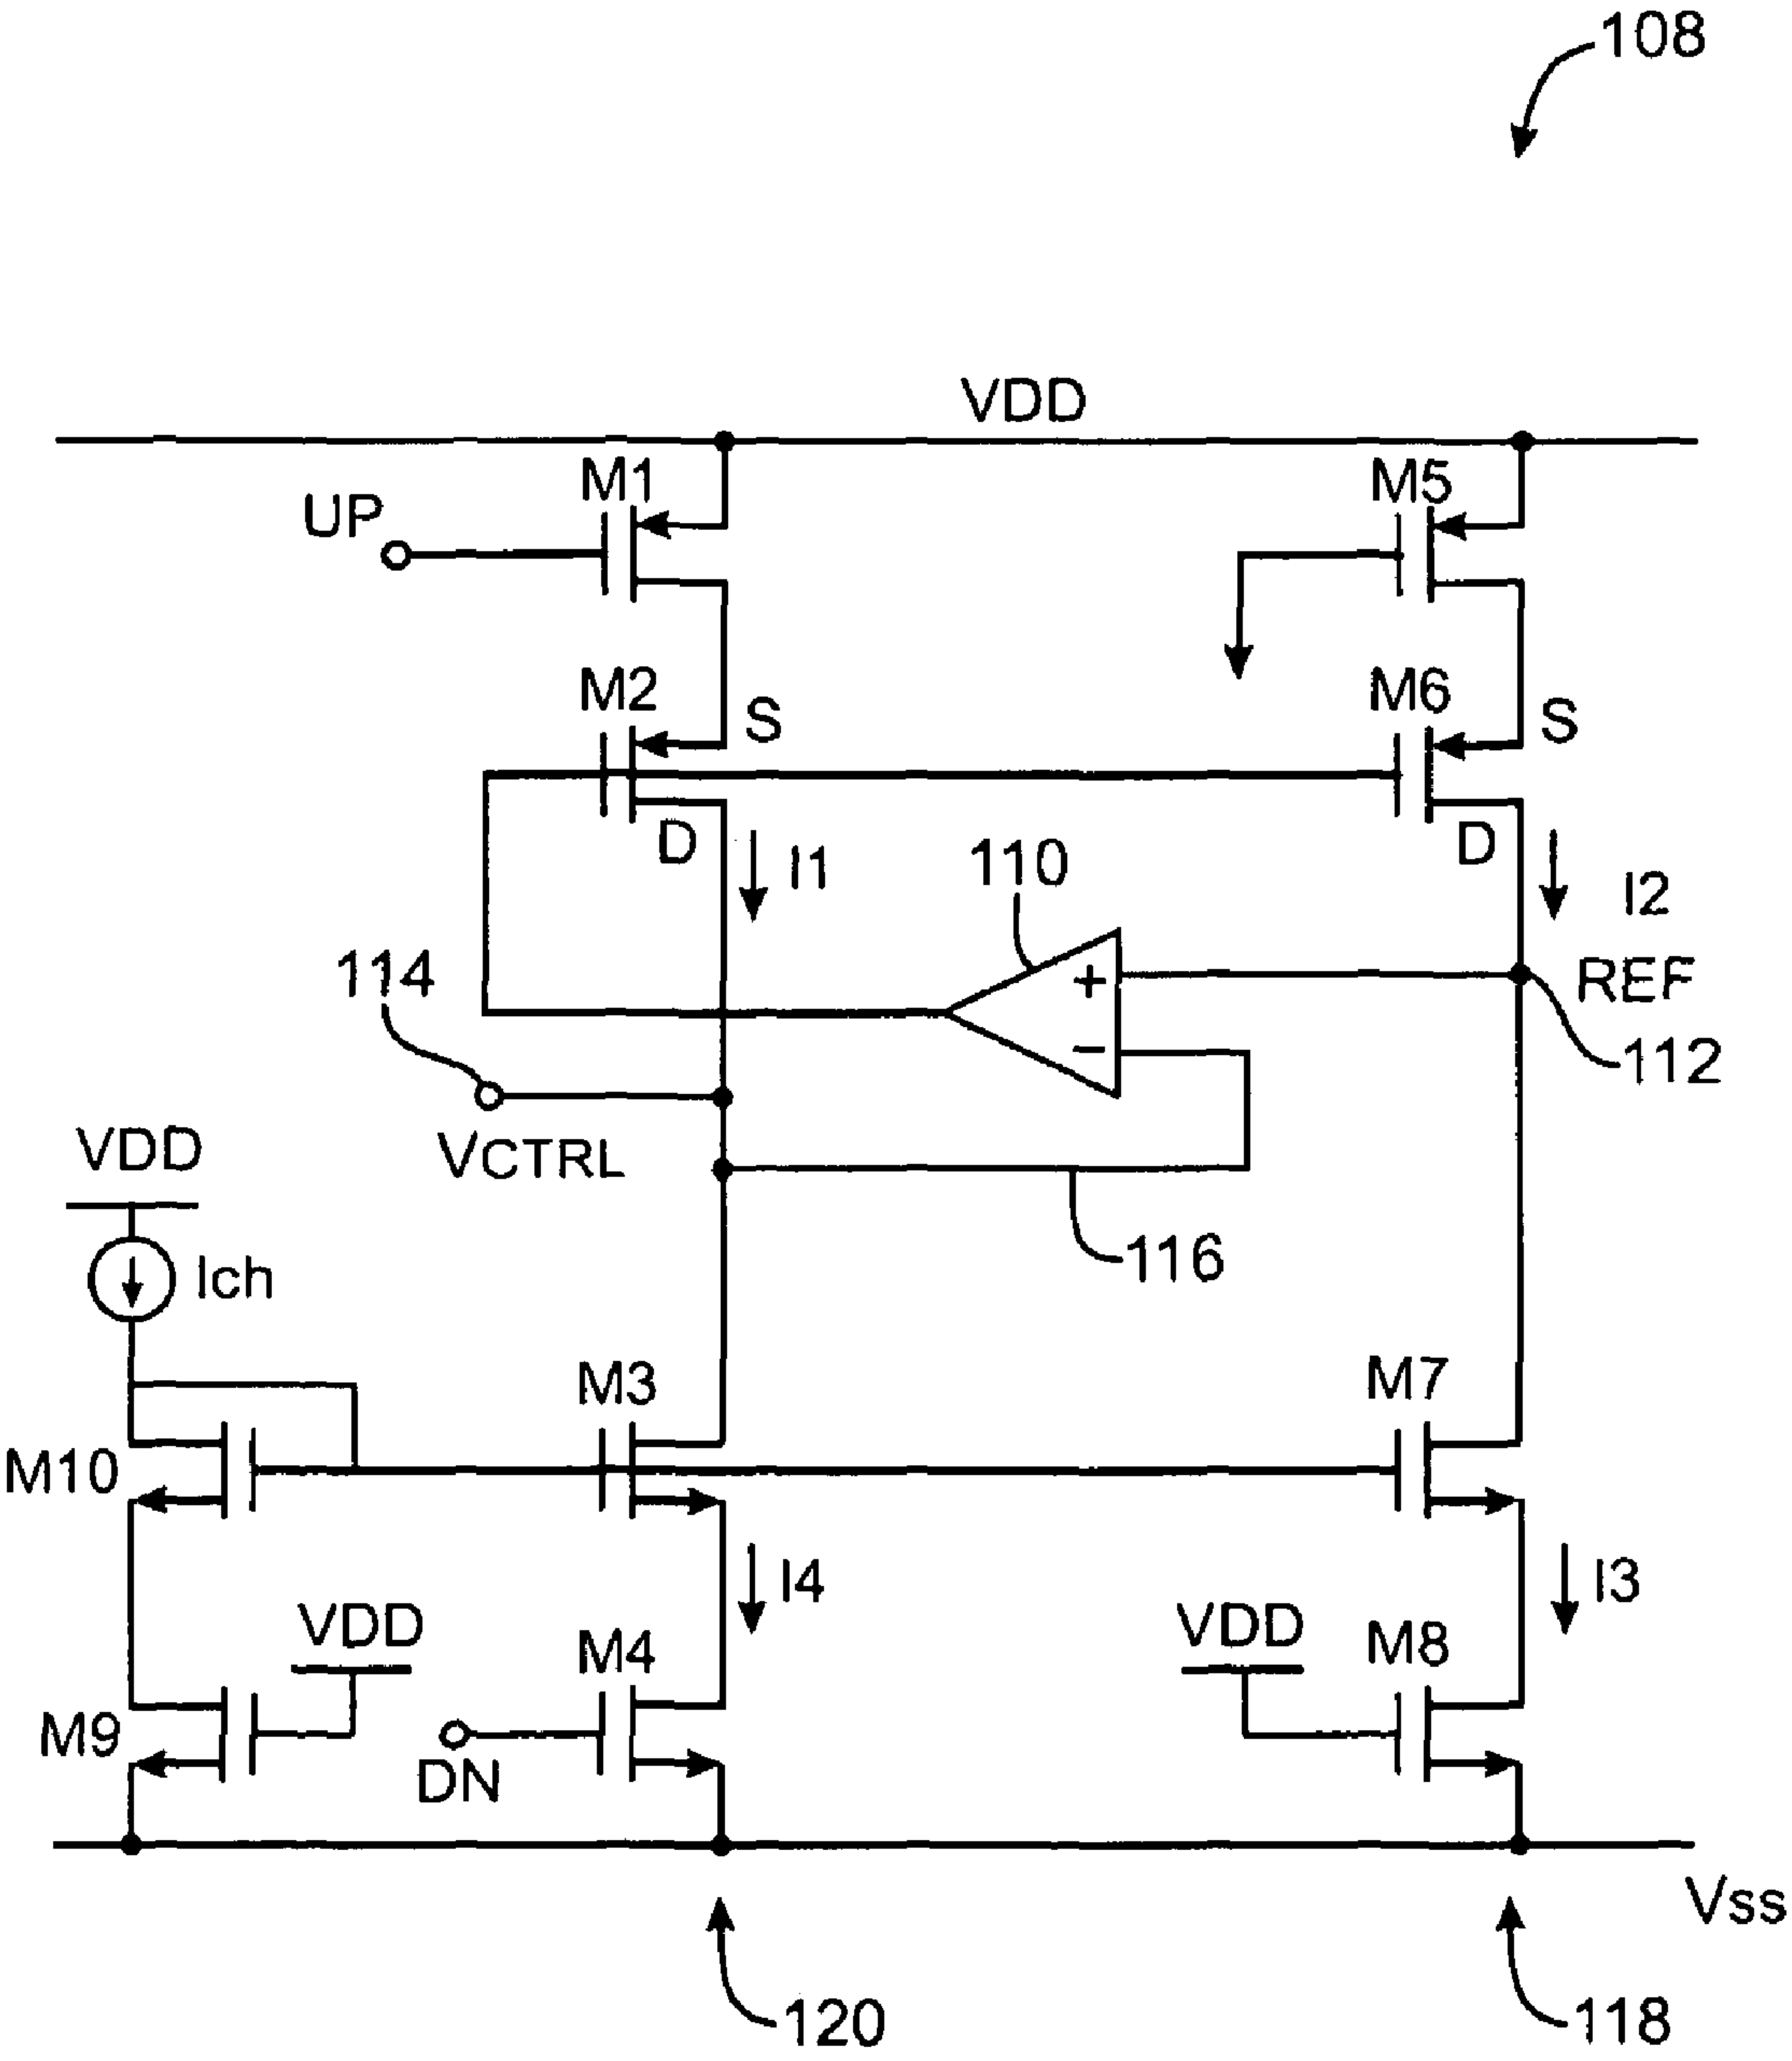 108
VDD
M1
M5
UP
M2
S
M6
S
D
I1
110
D
I2
114
+
REF
−
112
VCTRL
VDD
116
Ich
M3
M7
M10
I4
I3
VDD
M4
VDD
M8
M9
DN
Vss
120
118